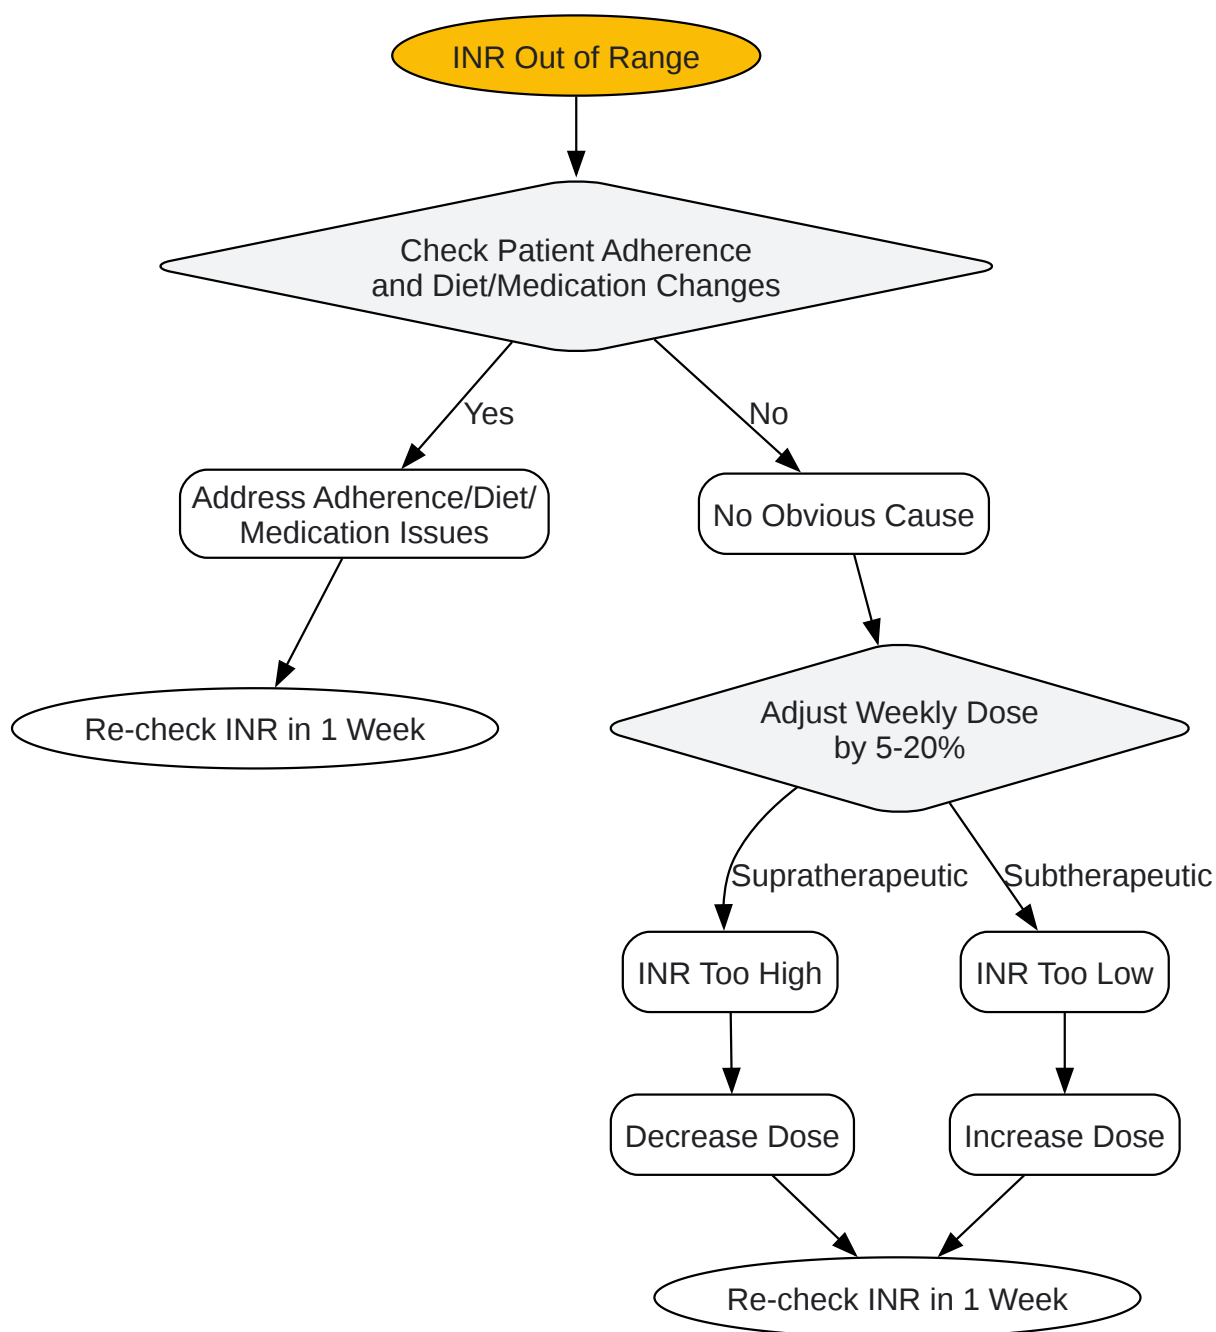 INR Out of Range
Check Patient Adherence
and Diet/Medication Changes
Yes
No
Address Adherence/Diet/
Medication Issues
No Obvious Cause
Re-check INR in 1 Week
Adjust Weekly Dose
by 5-20%
Supratherapeutic
Subtherapeutic
INR Too High
INR Too Low
Decrease Dose
Increase Dose
Re-check INR in 1 Week